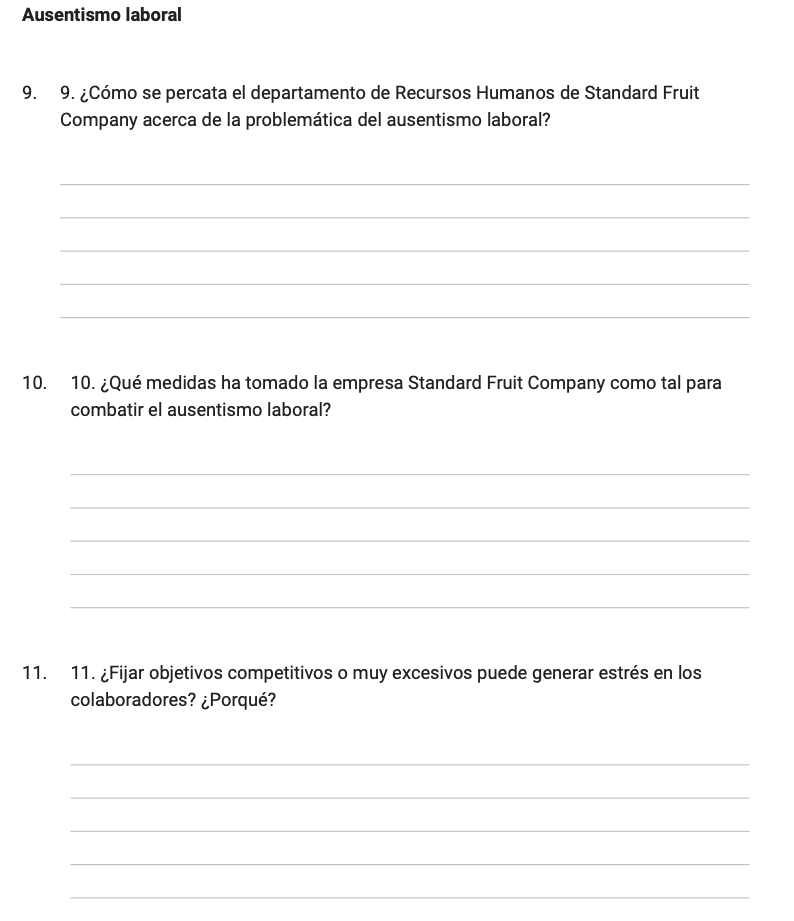 Ausentismo laboral
9. 9. ¿Cómo se percata el departamento de Recursos Humanos de Standard Fruit
Company acerca de la problemática del ausentismo laboral?
10. 10. ¿Qué medidas ha tomado la empresa Standard Fruit Company como tal para
combatir el ausentismo laboral?
11. 11. ¿Fijar objetivos competitivos o muy excesivos puede generar estrés en los
colaboradores? ¿Porqué?